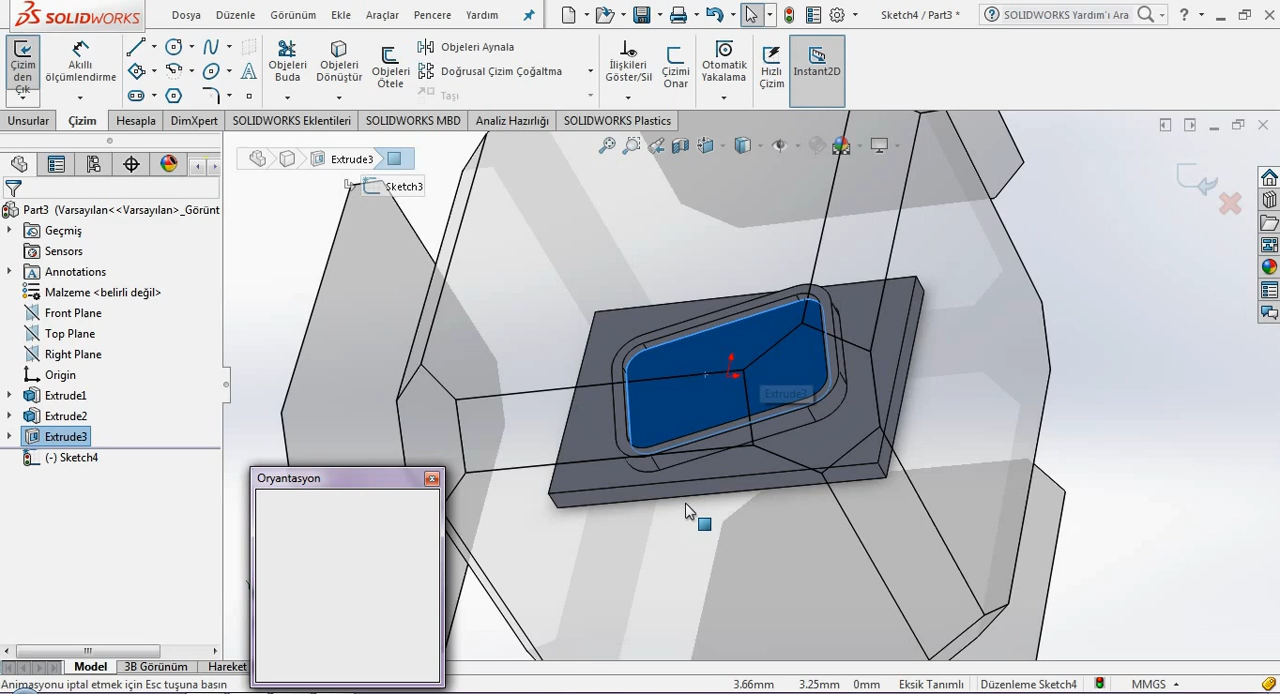 SOLIDWORKS
Dosya Düzenle Görünüm Ekle Araçlar Pencere Yardım
Sketch4 / Part3 *
SOLIDWORKS Yardım'ı Ara
Çizim den Çık
Akıllı ölçümlendirme
Objeleri Buda
Objeleri Dönüştür
Objeleri Ötele
Objeleri Aynala
Doğrusal Çizim Çoğaltma
Taşı
İlişkileri Göster/Sil
Çizimi Onar
Otomatik Yakalama
Hızlı Çizim
Instant2D
Unsurlar Çizim Hesapla DimXpert SOLIDWORKS Eklentileri SOLIDWORKS MBD Analiz Hazırlığı SOLIDWORKS Plastics
Extrude3
Sketch3
Part3 (Varsayılan<<Varsayılan>_Görünt
Geçmiş
Sensors
Annotations
Malzeme <belirli değil>
Front Plane
Top Plane
Right Plane
Origin
Extrude1
Extrude2
Extrude3
(-) Sketch4
Extrude3
Oryantasyon
Model 3B Görünüm Hareket
Animasyonu iptal etmek için Esc tuşuna basın
3.66mm 3.25mm 0mm Eksik Tanımlı Düzenleme Sketch4 MMGS